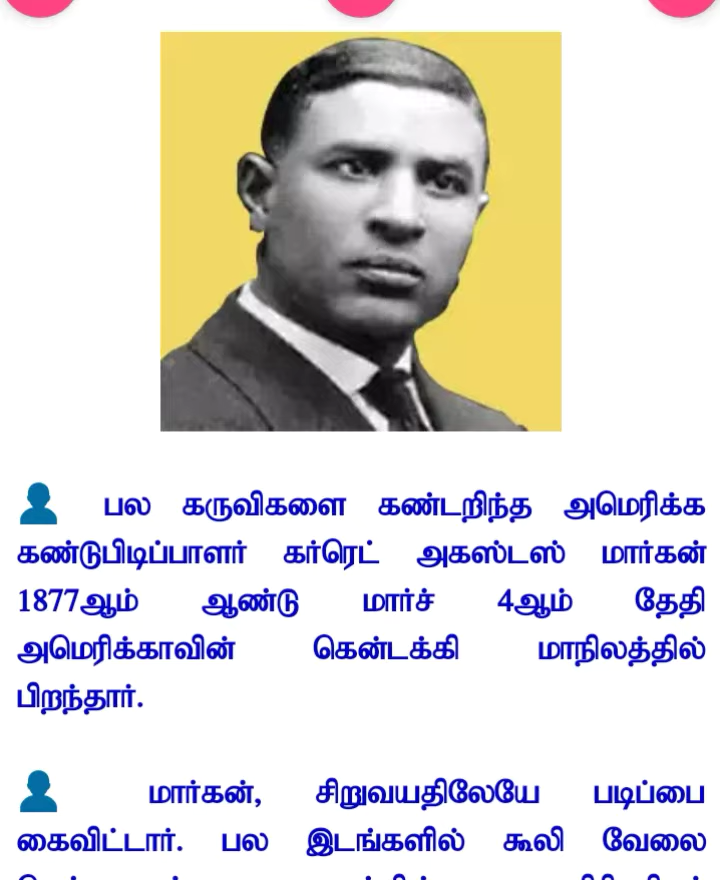 பல கருவிகளை கண்டறிந்த அமெரிக்க
கண்டுபிடிப்பாளர் கர்ரெட் அகஸ்டஸ் மார்கன்
1877ஆம் ஆண்டு மார்ச் 4ஆம் தேதி
அமெரிக்காவின் கென்டக்கி மாநிலத்தில்
பிறந்தார்.
மார்கன், சிறுவயதிலேயே படிப்பை
கைவிட்டார். பல இடங்களில் கூலி வேலை